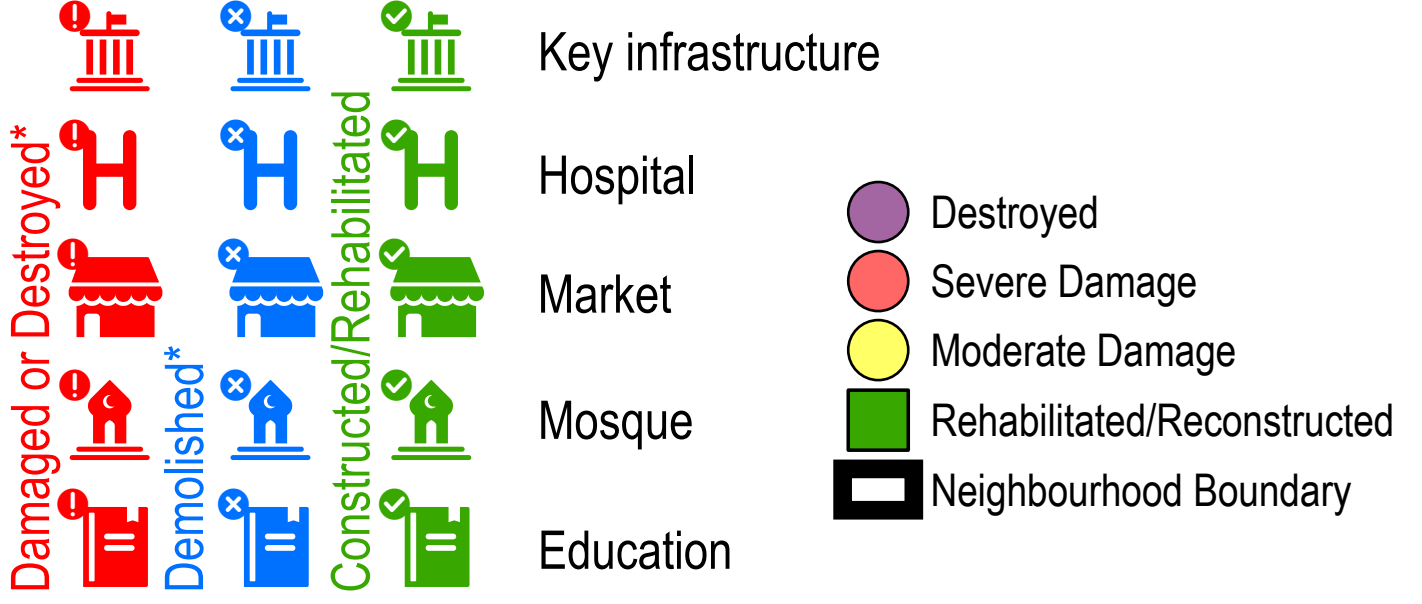 Key infrastructure
Hospital
Market
Mosque
Education
Damaged or Destroyed*
Demolished*
Constructed/Rehabilitated
Destroyed
Severe Damage
Moderate Damage
Rehabilitated/Reconstructed
Neighbourhood Boundary